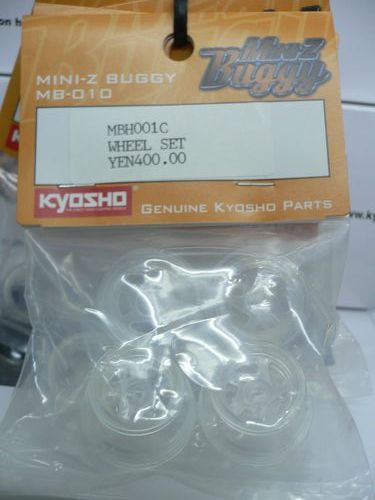 Mini-Z
Buggy
MINI-Z BUGGY
MB-010
MBH001C
WHEEL SET
YEN400.00
KYOSHO
GENUINE KYOSHO PARTS